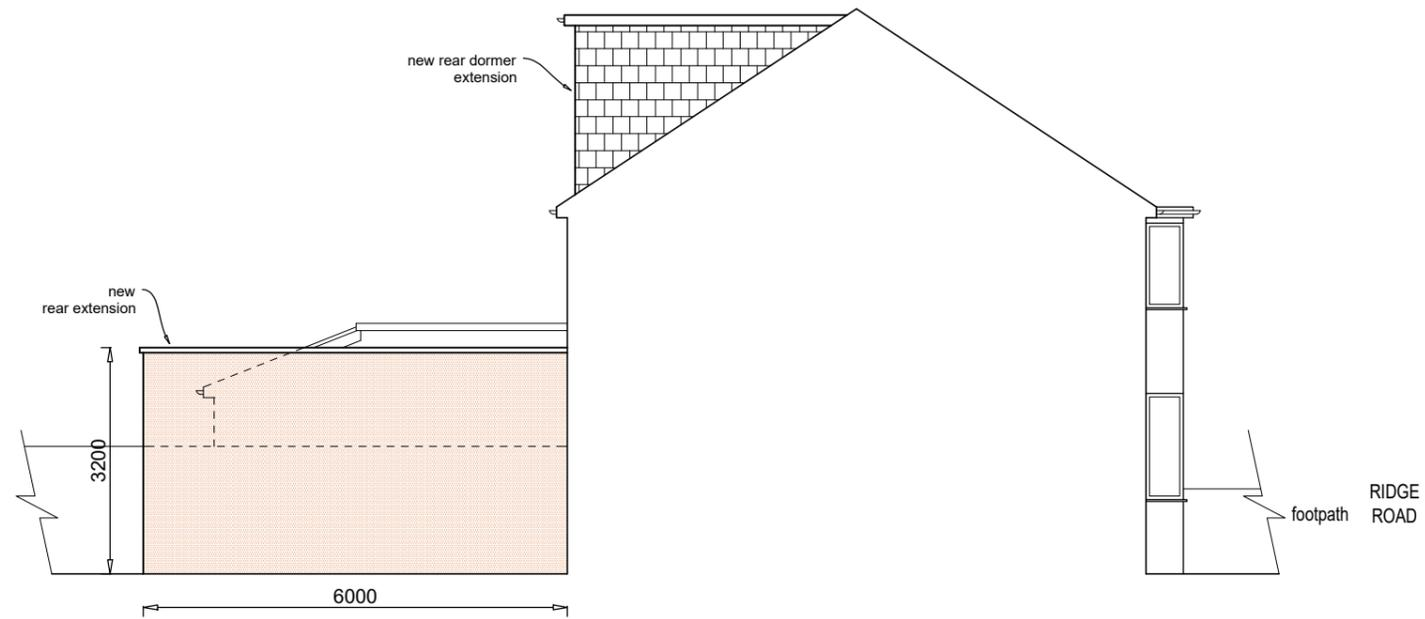 new rear dormer
extension
new
rear extension
3200
6000
footpath
RIDGE
ROAD